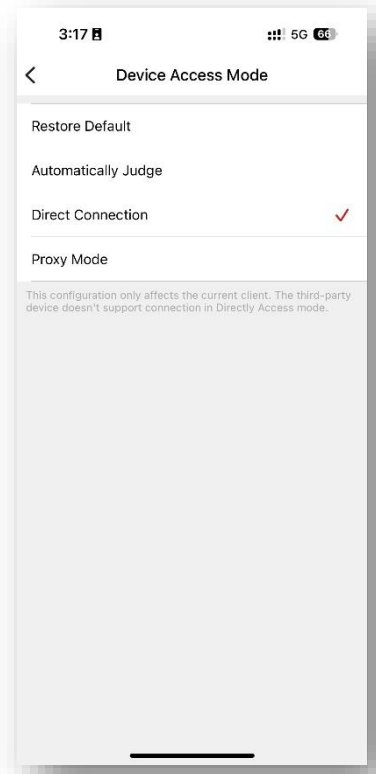 3:17 5G 66
Device Access Mode
Restore Default
Automatically Judge
Direct Connection
Proxy Mode
This configuration only affects the current client. The third-party
device doesn't support connection in Directly Access mode.